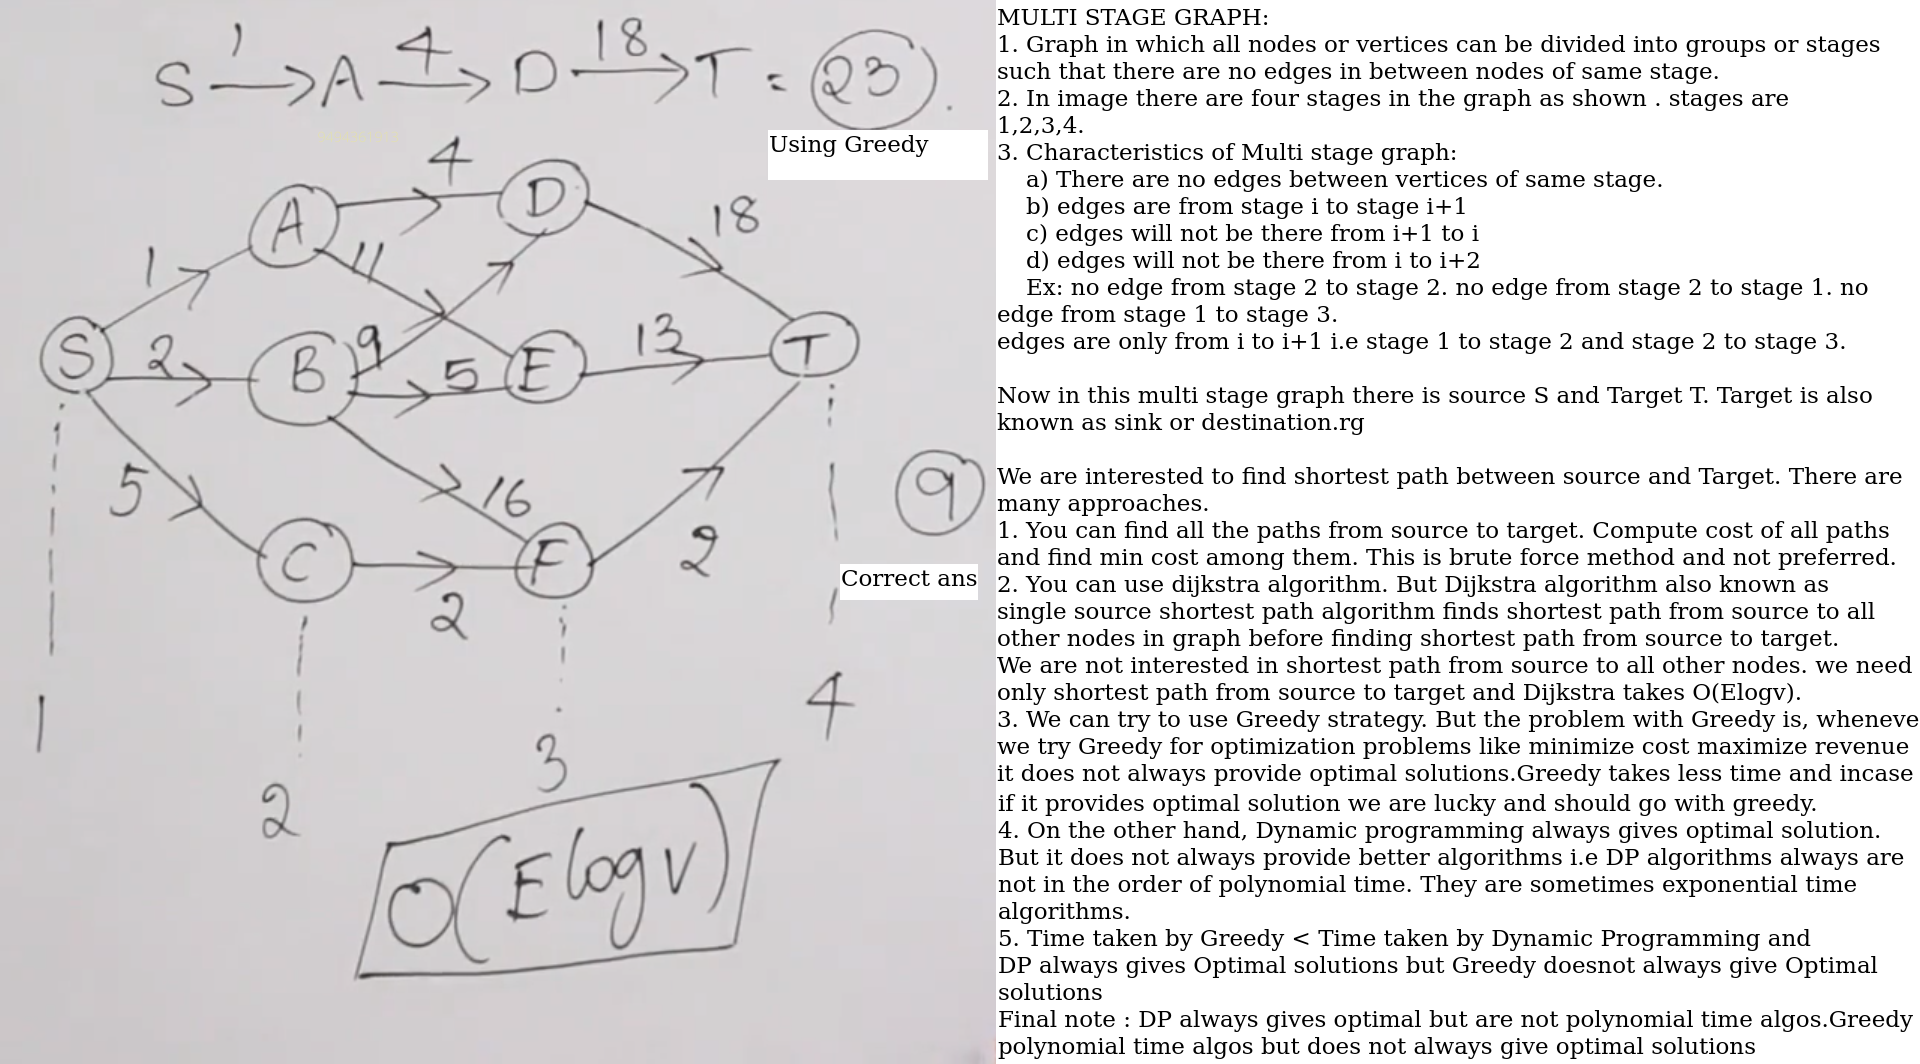 S 1 A 4 D 18 T = 23.
Using Greedy
4
A
D
18
1
11
S
2
B
9
5
E
13
T
5
16
9
C
F
2
Correct ans
2
1
4
3
2
O(E log v)
MULTI STAGE GRAPH:
1. Graph in which all nodes or vertices can be divided into groups or stages
such that there are no edges in between nodes of same stage.
2. In image there are four stages in the graph as shown . stages are
1,2,3,4.
3. Characteristics of Multi stage graph:
a) There are no edges between vertices of same stage.
b) edges are from stage i to stage i+1
c) edges will not be there from i+1 to i
d) edges will not be there from i to i+2
Ex: no edge from stage 2 to stage 2. no edge from stage 2 to stage 1. no
edge from stage 1 to stage 3.
edges are only from i to i+1 i.e stage 1 to stage 2 and stage 2 to stage 3.
Now in this multi stage graph there is source S and Target T. Target is also
known as sink or destination.rg
We are interested to find shortest path between source and Target. There are
many approaches.
1. You can find all the paths from source to target. Compute cost of all paths
and find min cost among them. This is brute force method and not preferred.
2. You can use dijkstra algorithm. But Dijkstra algorithm also known as
single source shortest path algorithm finds shortest path from source to all
other nodes in graph before finding shortest path from source to target.
We are not interested in shortest path from source to all other nodes. we need
only shortest path from source to target and Dijkstra takes O(Elogv).
3. We can try to use Greedy strategy. But the problem with Greedy is, wheneve
we try Greedy for optimization problems like minimize cost maximize revenue
it does not always provide optimal solutions.Greedy takes less time and incase
if it provides optimal solution we are lucky and should go with greedy.
4. On the other hand, Dynamic programming always gives optimal solution.
But it does not always provide better algorithms i.e DP algorithms always are
not in the order of polynomial time. They are sometimes exponential time
algorithms.
5. Time taken by Greedy < Time taken by Dynamic Programming and
DP always gives Optimal solutions but Greedy doesnot always give Optimal
solutions
Final note : DP always gives optimal but are not polynomial time algos.Greedy
polynomial time algos but does not always give optimal solutions